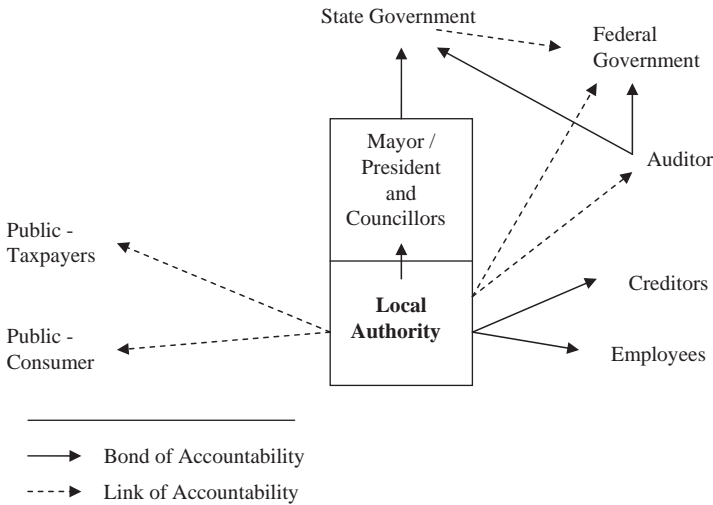 State Government
Federal
Government
Mayor /
President
and
Councillors
Auditor
Public -
Taxpayers
Local
Authority
Creditors
Public -
Consumer
Employees
Bond of Accountability
Link of Accountability